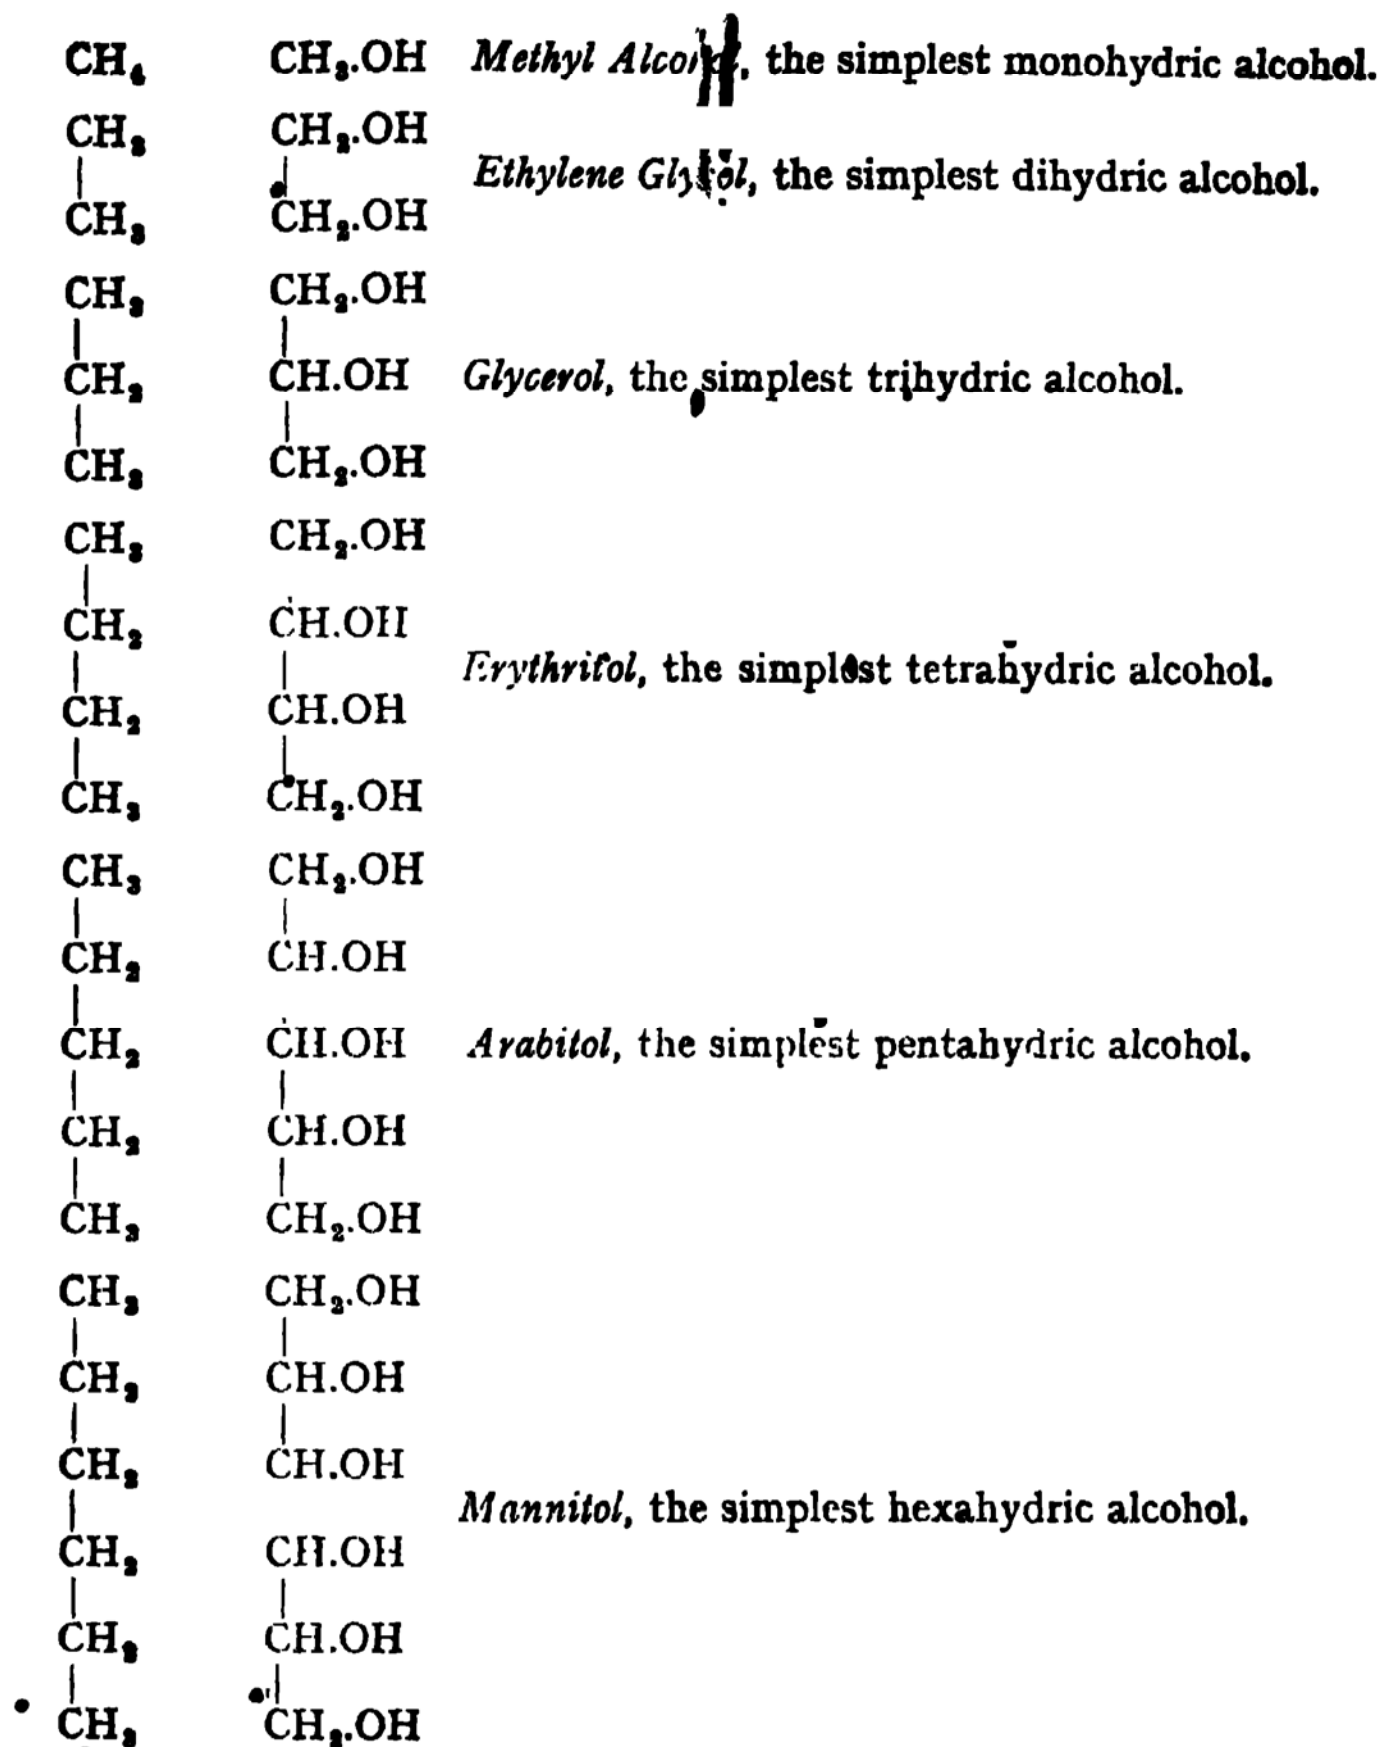 CH₄ CH₃.OH Methyl Alcohol, the simplest monohydric alcohol.
CH₃ CH₂.OH
Ethylene Glycol, the simplest dihydric alcohol.
CH₃ CH₂.OH
CH₃ CH₂.OH
CH₂ CH.OH Glycerol, the simplest trihydric alcohol.
CH₃ CH₂.OH
CH₃ CH₂.OH
CH₂ CH.OH
Erythritol, the simplest tetrahydric alcohol.
CH₂ CH.OH
CH₃ CH₂.OH
CH₃ CH₂.OH
CH₂ CH.OH
CH₂ CH.OH Arabitol, the simplest pentahydric alcohol.
CH₂ CH.OH
CH₃ CH₂.OH
CH₃ CH₂.OH
CH₂ CH.OH
CH₂ CH.OH
Mannitol, the simplest hexahydric alcohol.
CH₂ CH.OH
CH₂ CH.OH
CH₃ CH₂.OH